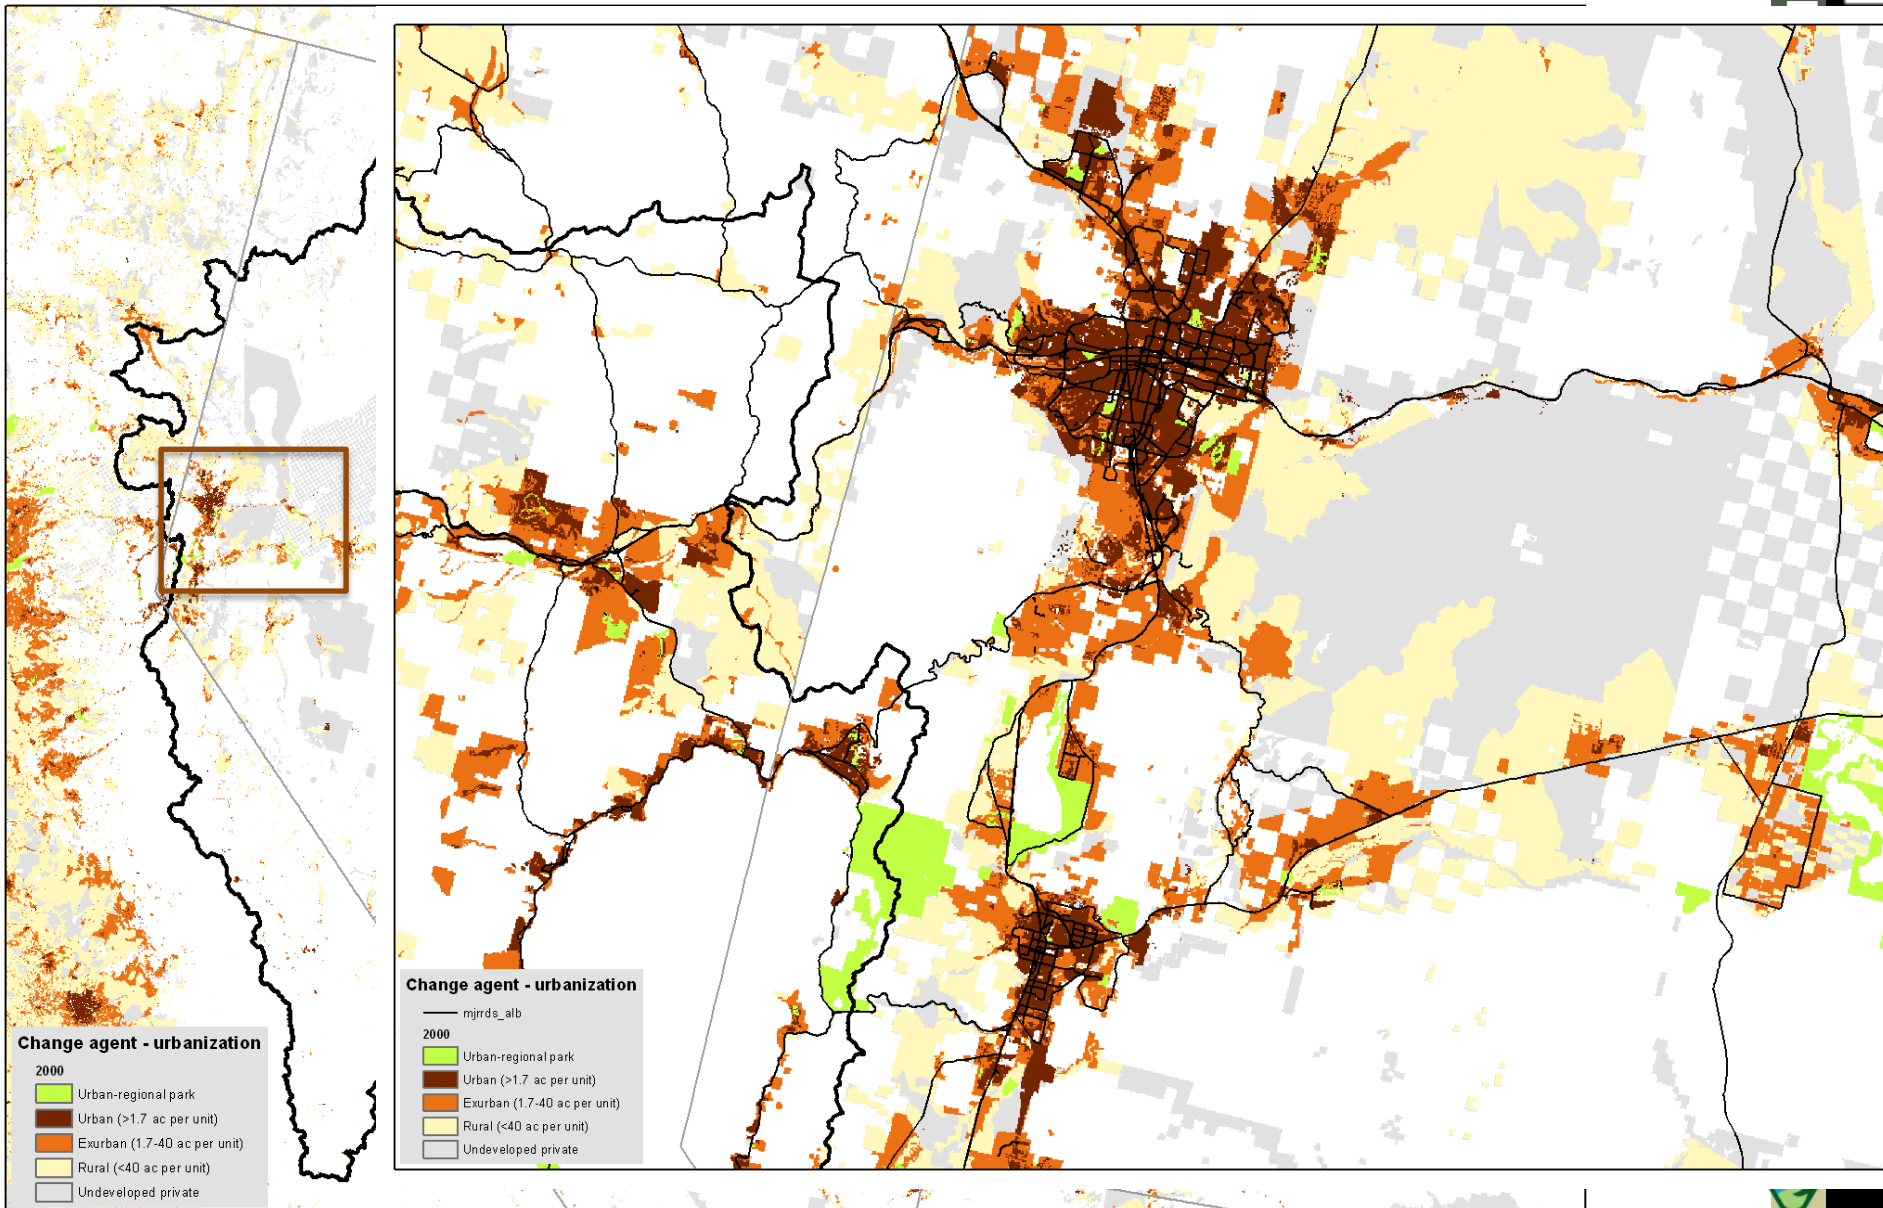 Change agent - urbanization
2000
Urban-regional park
Urban (>1.7 ac per unit)
Exurban (1.7-40 ac per unit)
Rural (<40 ac per unit)
Undeveloped private
Change agent - urbanization
mjrrds_alb
2000
Urban-regional park
Urban (>1.7 ac per unit)
Exurban (1.7-40 ac per unit)
Rural (<40 ac per unit)
Undeveloped private